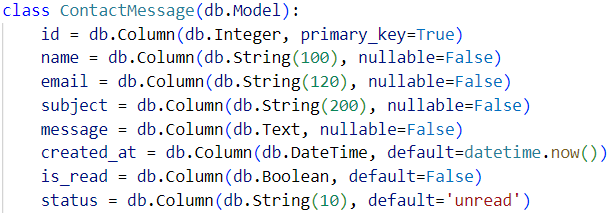 class ContactMessage(db.Model):
    id = db.Column(db.Integer, primary_key=True)
    name = db.Column(db.String(100), nullable=False)
    email = db.Column(db.String(120), nullable=False)
    subject = db.Column(db.String(200), nullable=False)
    message = db.Column(db.Text, nullable=False)
    created_at = db.Column(db.DateTime, default=datetime.now())
    is_read = db.Column(db.Boolean, default=False)
    status = db.Column(db.String(10), default='unread')